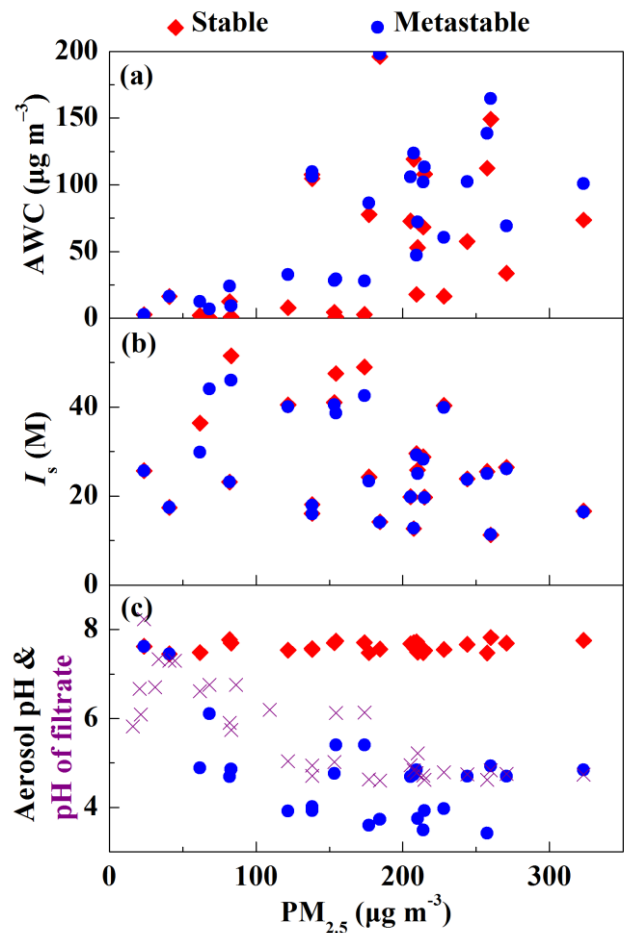 Stable Metastable
(a)
200
150
100
50
0
AWC (µg m⁻³)
(b)
40
20
0
Iₛ (M)
(c)
8
6
4
Aerosol pH &
pH of filtrate
0 100 200 300
PM₂.₅ (µg m⁻³)